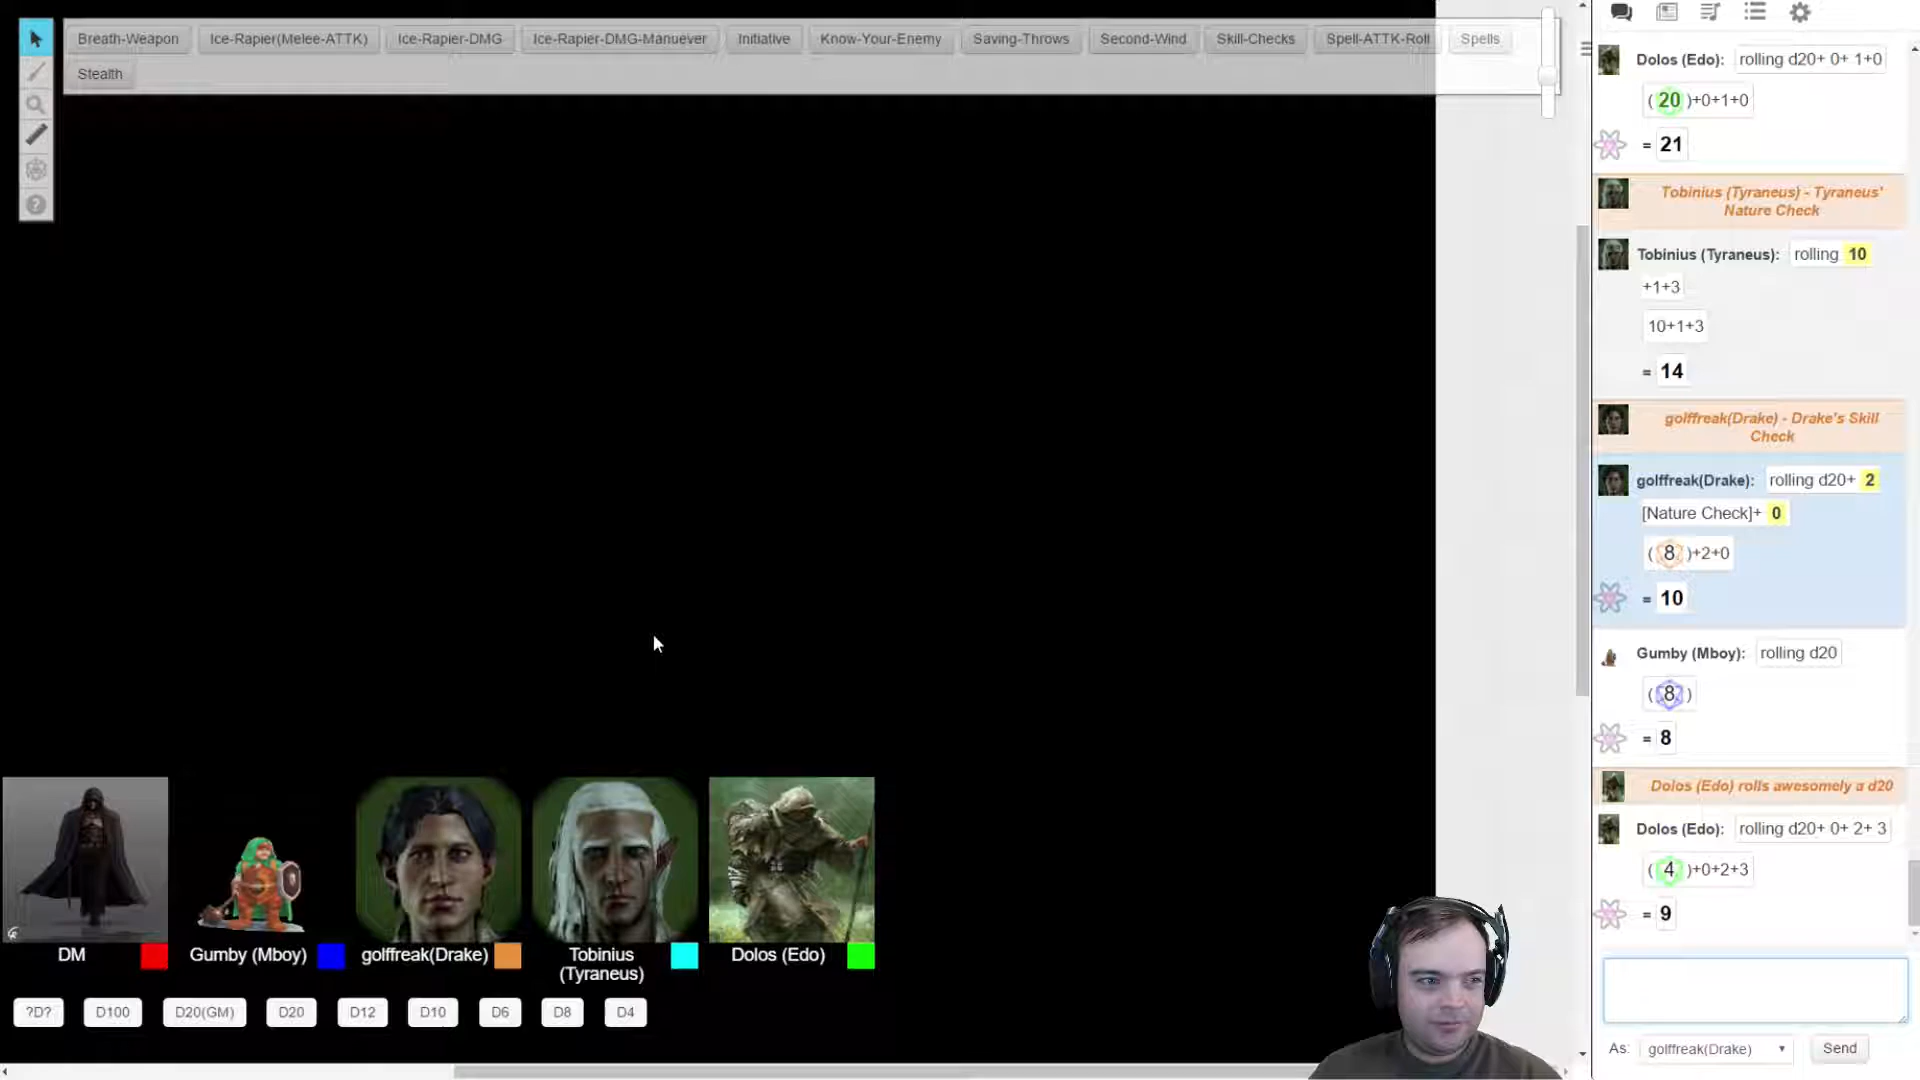 Breath-Weapon
Ice-Rapier(Melee-ATTK)
Ice-Rapier-DMG
Ice-Rapier-DMG-Manuever
Initiative
Know-Your-Enemy
Saving-Throws
Second-Wind
Skill-Checks
Spell-ATTK-Roll
Spells
Stealth
Dolos (Edo): rolling d20+ 0+ 1+0
(20)+0+1+0
= 21
Tobinius (Tyraneus) - Tyraneus'
Nature Check
Tobinius (Tyraneus): rolling 10
+1+3
10+1+3
= 14
golffreak(Drake) - Drake's Skill
Check
golffreak(Drake): rolling d20+ 2
[Nature Check]+ 0
(8)+2+0
= 10
Gumby (Mboy): rolling d20
(8)
= 8
Dolos (Edo) rolls awesomely a d20
Dolos (Edo): rolling d20+ 0+ 2+ 3
(4)+0+2+3
= 9
As: golffreak(Drake)
Send
DM
Gumby (Mboy)
golffreak(Drake)
Tobinius
(Tyraneus)
Dolos (Edo)
?D?
D100
D20(GM)
D20
D12
D10
D6
D8
D4